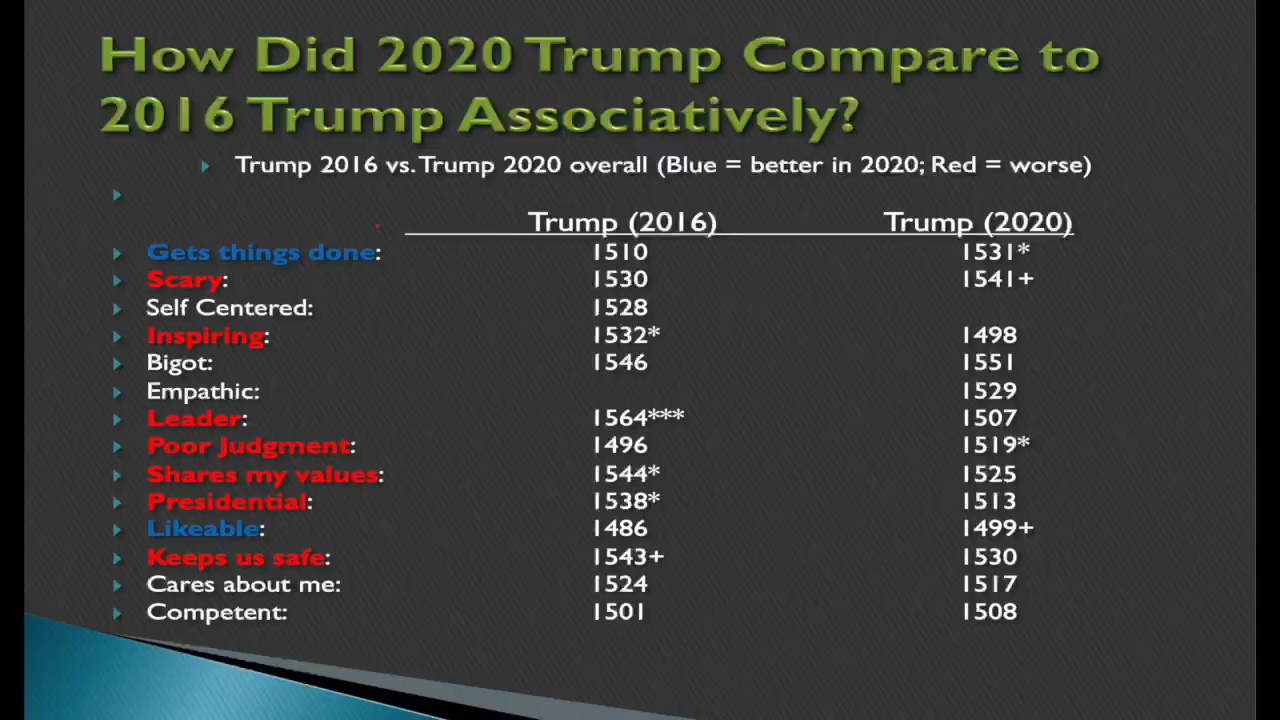 How Did 2020 Trump Compare to
2016 Trump Associatively?
Trump 2016 vs. Trump 2020 overall (Blue = better in 2020; Red = worse)
Trump (2016) Trump (2020)
Gets things done: 1510 1531*
Scary: 1530 1541+
Self Centered: 1528
Inspiring: 1532* 1498
Bigot: 1546 1551
Empathic: 1529
Leader: 1564*** 1507
Poor Judgment: 1496 1519*
Shares my values: 1544* 1525
Presidential: 1538* 1513
Likeable: 1486 1499+
Keeps us safe: 1543+ 1530
Cares about me: 1524 1517
Competent: 1501 1508